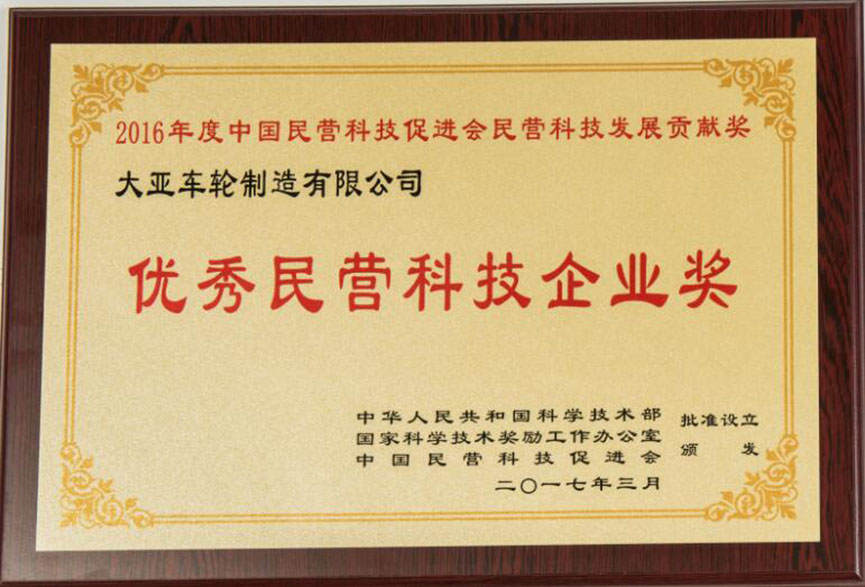 2016年度中国民营科技促进会民营科技发展贡献奖
大亚车轮制造有限公司
优秀民营科技企业奖
中华人民共和国科学技术部
国家科学技术奖励工作办公室
批准设立
中国民营科技促进会
颁发
二〇一七年三月